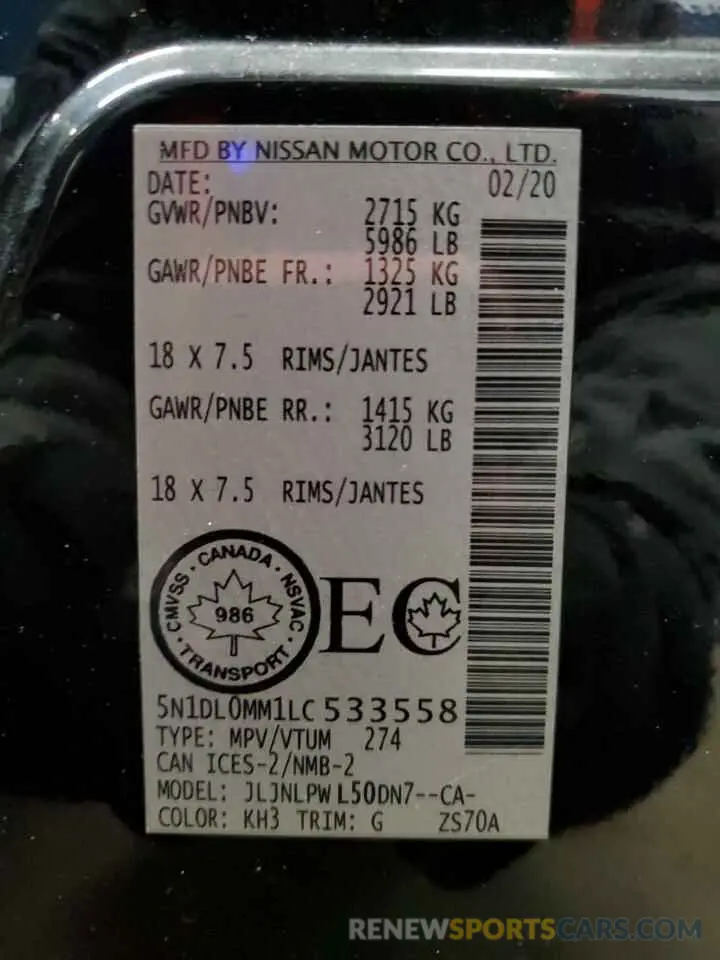 MFD BY NISSAN MOTOR CO., LTD.
DATE: 02/20
GVWR/PNBV: 2715 KG
5986 LB
GAWR/PNBE FR.: 1325 KG
2921 LB
18 X 7.5 RIMS/JANTES
GAWR/PNBE RR.: 1415 KG
3120 LB
18 X 7.5 RIMS/JANTES
CMVSS · CANADA · NSVAC · TRANSPORT ·
986
EC
5N1DL0MM1LC533558
TYPE: MPV/VTUM 274
CAN ICES-2/NMB-2
MODEL: JLJNLPW L50DN7--CA-
COLOR: KH3 TRIM: G ZS70A
RENEWSPORTSCARS.COM